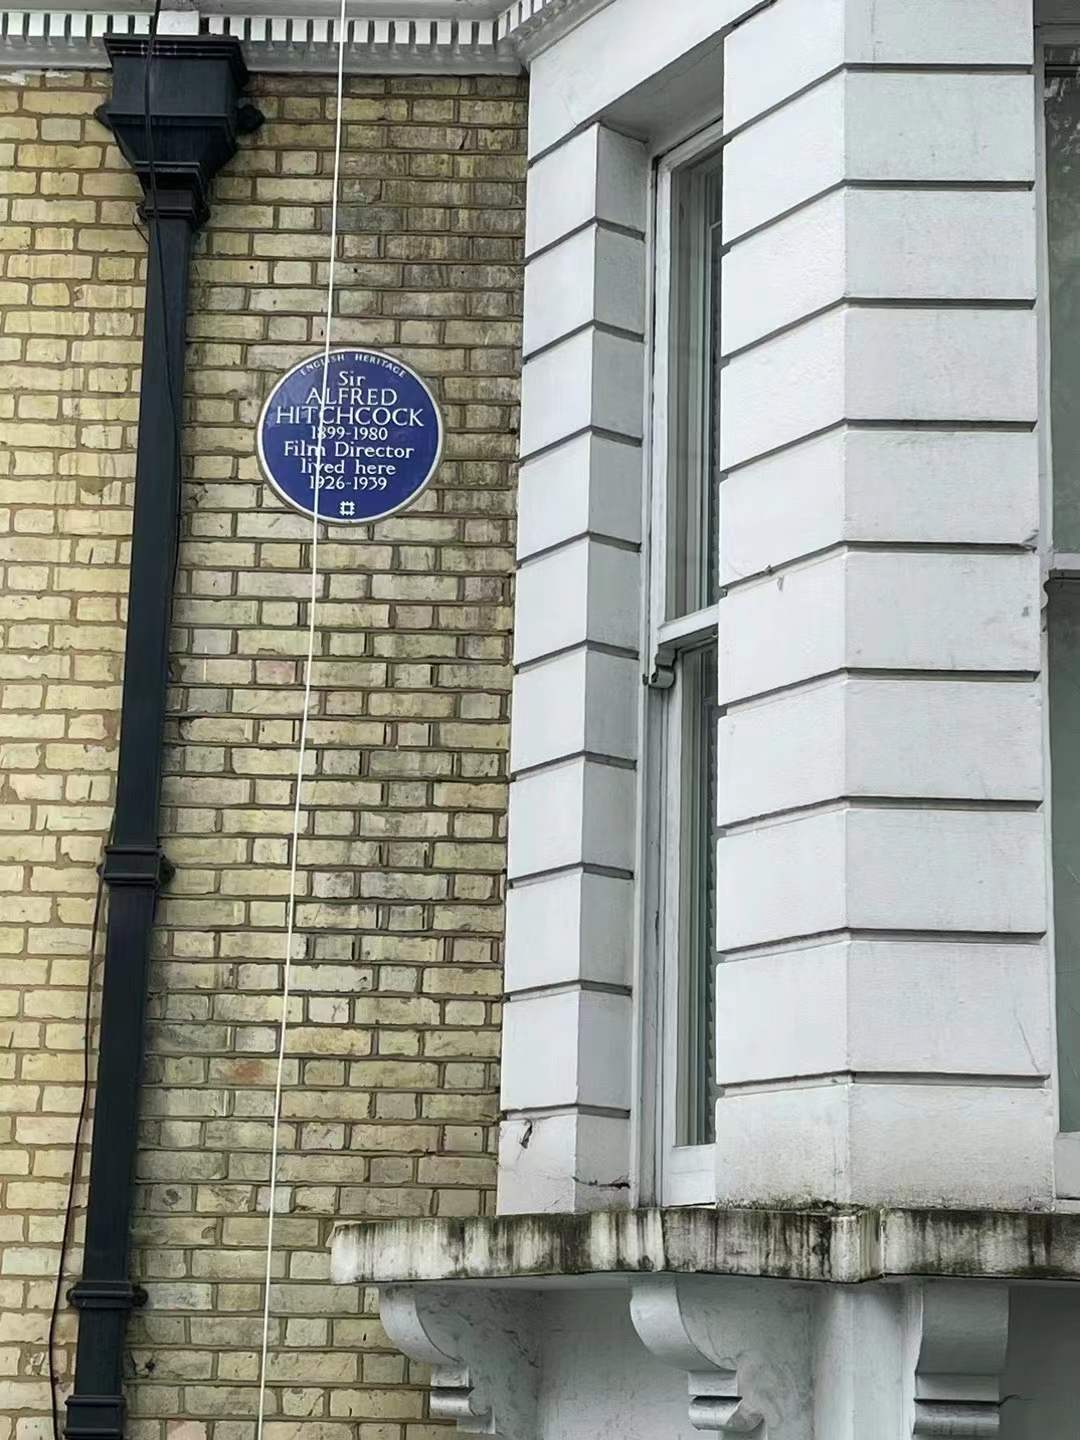 ENGLISH HERITAGE
Sir
ALFRED
HITCHCOCK
1899-1980
Film Director
lived here
1926-1939